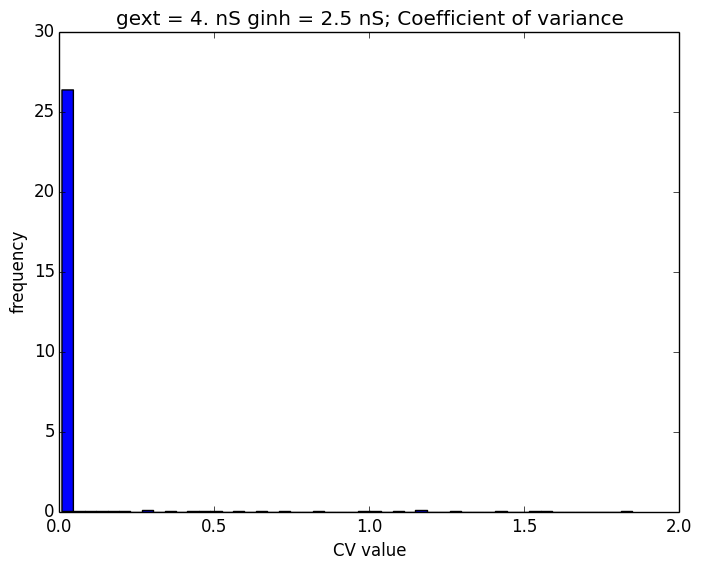 gext = 4. nS ginh = 2.5 nS; Coefficient of variance
30
25
20
15
10
5
0
frequency
0.0 0.5 1.0 1.5 2.0
CV value